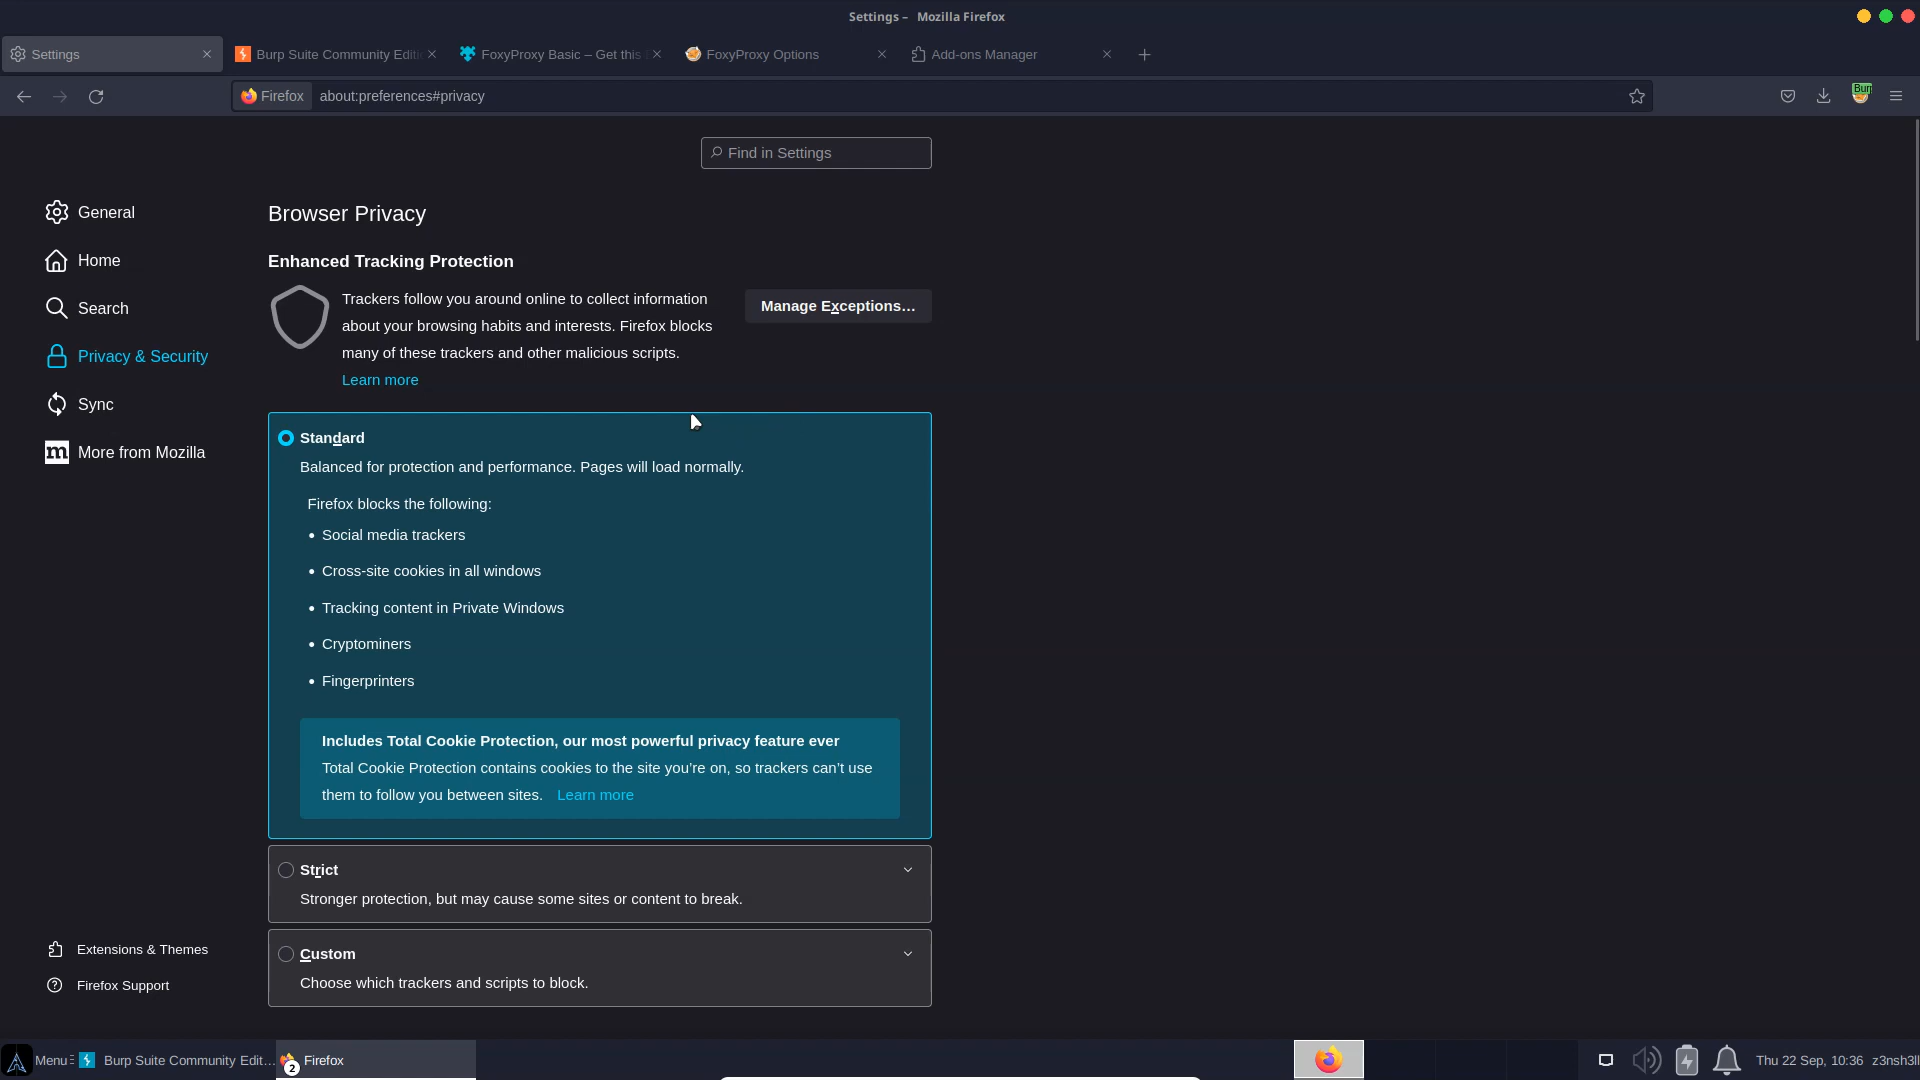 Settings – Mozilla Firefox
Settings
Burp Suite Community Editi
FoxyProxy Basic – Get this
FoxyProxy Options
Add-ons Manager
Firefox
about:preferences#privacy
Burp
Find in Settings
General
Home
Search
Privacy & Security
Sync
More from Mozilla
Browser Privacy
Enhanced Tracking Protection
Trackers follow you around online to collect information
about your browsing habits and interests. Firefox blocks
many of these trackers and other malicious scripts.
Learn more
Manage Exceptions…
Standard
Balanced for protection and performance. Pages will load normally.
Firefox blocks the following:
• Social media trackers
• Cross-site cookies in all windows
• Tracking content in Private Windows
• Cryptominers
• Fingerprinters
Includes Total Cookie Protection, our most powerful privacy feature ever
Total Cookie Protection contains cookies to the site you’re on, so trackers can’t use
them to follow you between sites. Learn more
Strict
Stronger protection, but may cause some sites or content to break.
Custom
Choose which trackers and scripts to block.
Extensions & Themes
Firefox Support
Menu
Burp Suite Community Edit...
2
Firefox
Thu 22 Sep, 10:36
z3nsh3ll